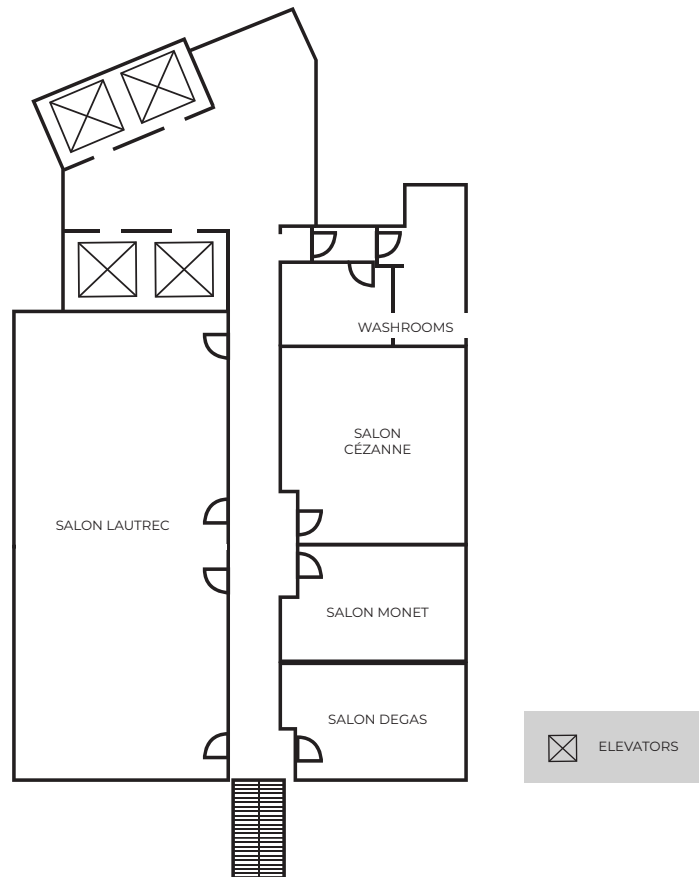 WASHROOMS
SALON
CÉZANNE
SALON LAUTREC
SALON MONET
SALON DEGAS
ELEVATORS